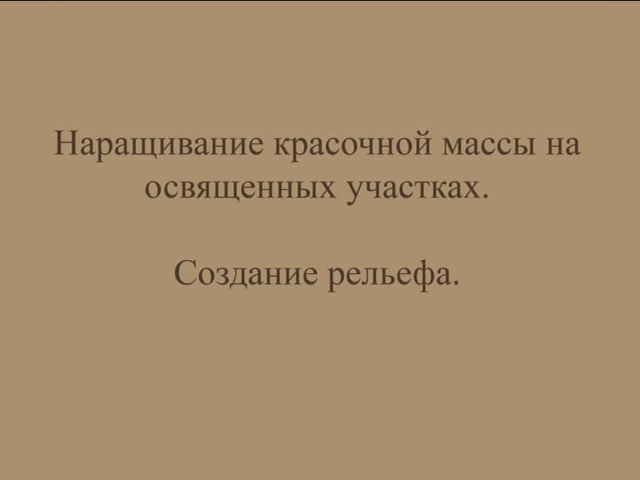 Наращивание красочной массы на
освященных участках.
Создание рельефа.